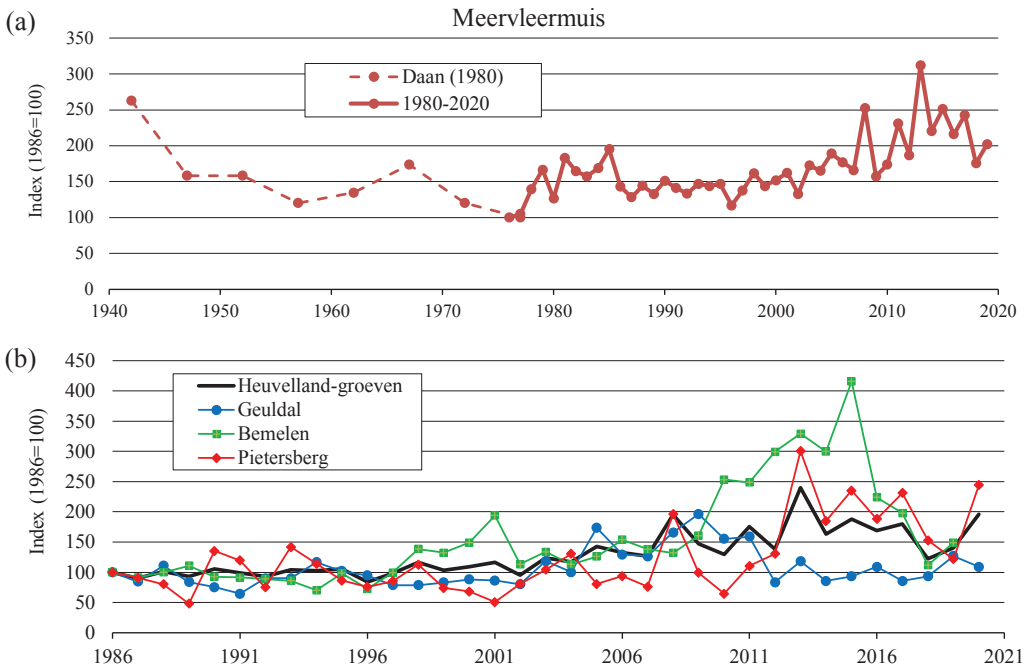 (a)
Meervleermuis
Index (1986=100)
350
300
250
200
150
100
50
0
Daan (1980)
1980-2020
1940 1950 1960 1970 1980 1990 2000 2010 2020
(b)
Index (1986=100)
450
400
350
300
250
200
150
100
50
0
Heuvelland-groeven
Geuldal
Bemelen
Pietersberg
1986 1991 1996 2001 2006 2011 2016 2021